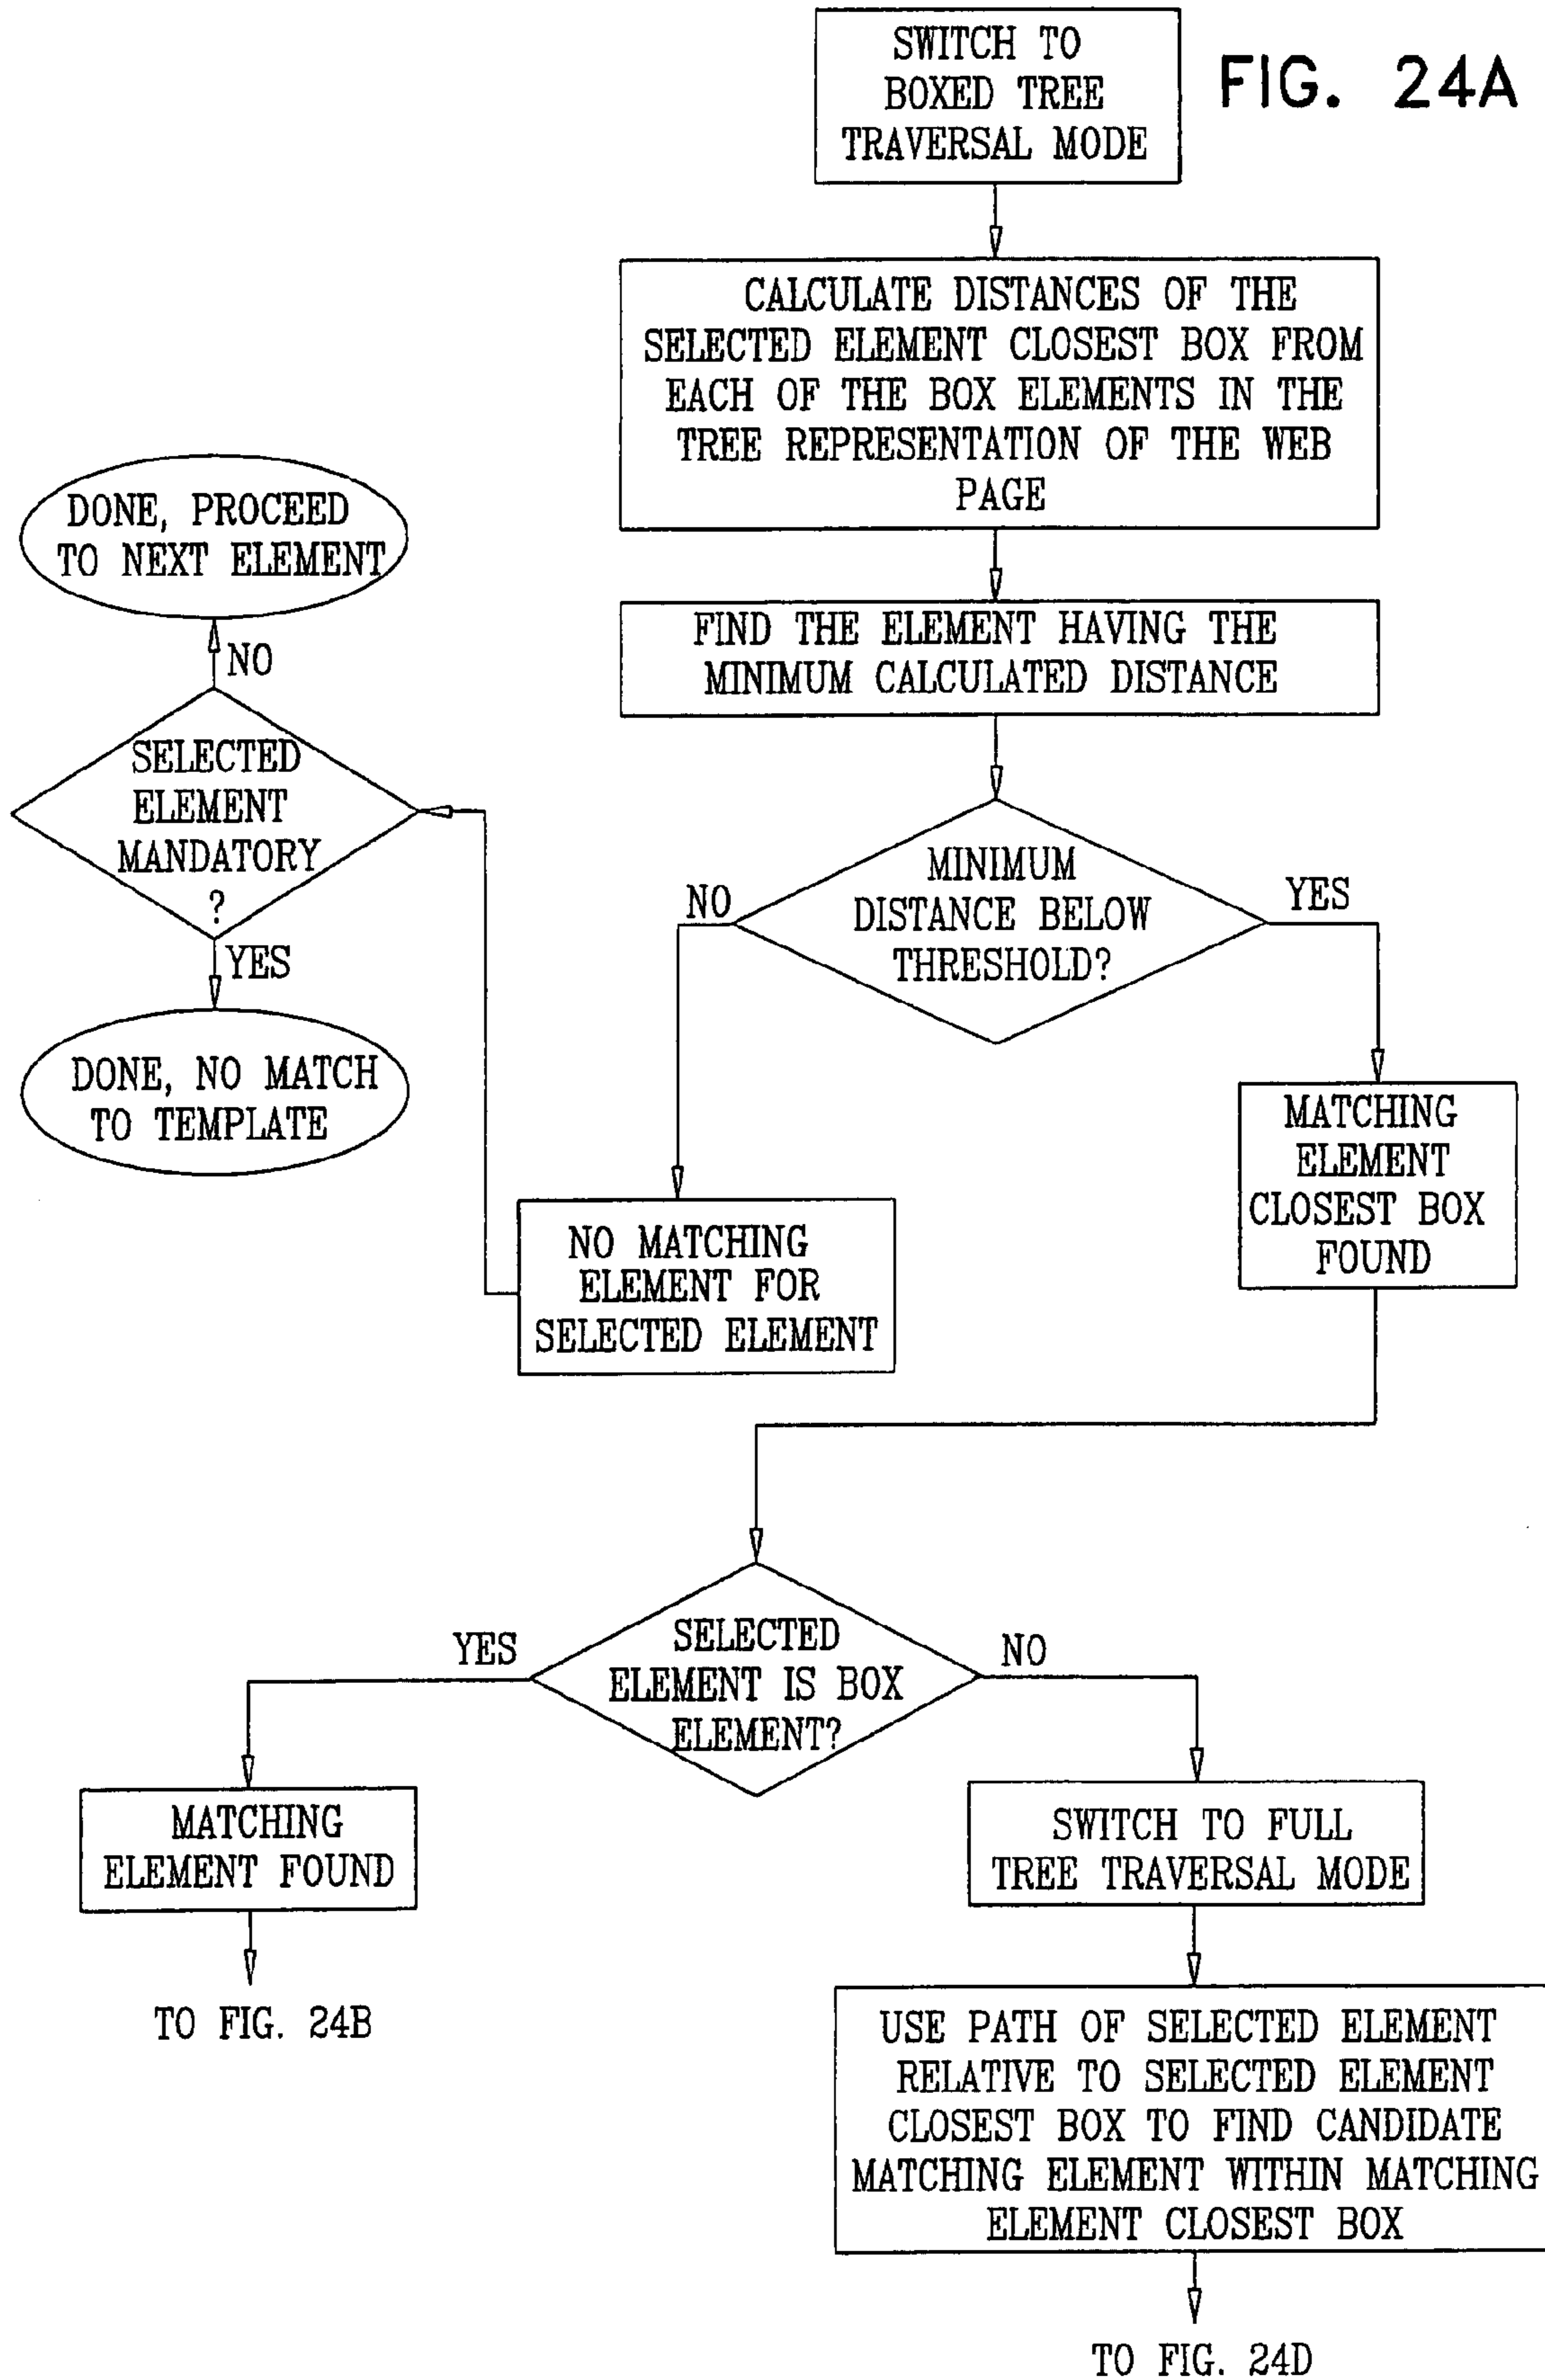 SWITCH TO
BOXED TREE
TRAVERSAL MODE
FIG. 24A
CALCULATE DISTANCES OF THE
SELECTED ELEMENT CLOSEST BOX FROM
EACH OF THE BOX ELEMENTS IN THE
TREE REPRESENTATION OF THE WEB
PAGE
FIND THE ELEMENT HAVING THE
MINIMUM CALCULATED DISTANCE
MINIMUM
DISTANCE BELOW
THRESHOLD?
NO
YES
DONE, PROCEED
TO NEXT ELEMENT
NO
SELECTED
ELEMENT
MANDATORY
?
YES
DONE, NO MATCH
TO TEMPLATE
NO MATCHING
ELEMENT FOR
SELECTED ELEMENT
MATCHING
ELEMENT
CLOSEST BOX
FOUND
SELECTED
ELEMENT IS BOX
ELEMENT?
YES
NO
MATCHING
ELEMENT FOUND
TO FIG. 24B
SWITCH TO FULL
TREE TRAVERSAL MODE
USE PATH OF SELECTED ELEMENT
RELATIVE TO SELECTED ELEMENT
CLOSEST BOX TO FIND CANDIDATE
MATCHING ELEMENT WITHIN MATCHING
ELEMENT CLOSEST BOX
TO FIG. 24D